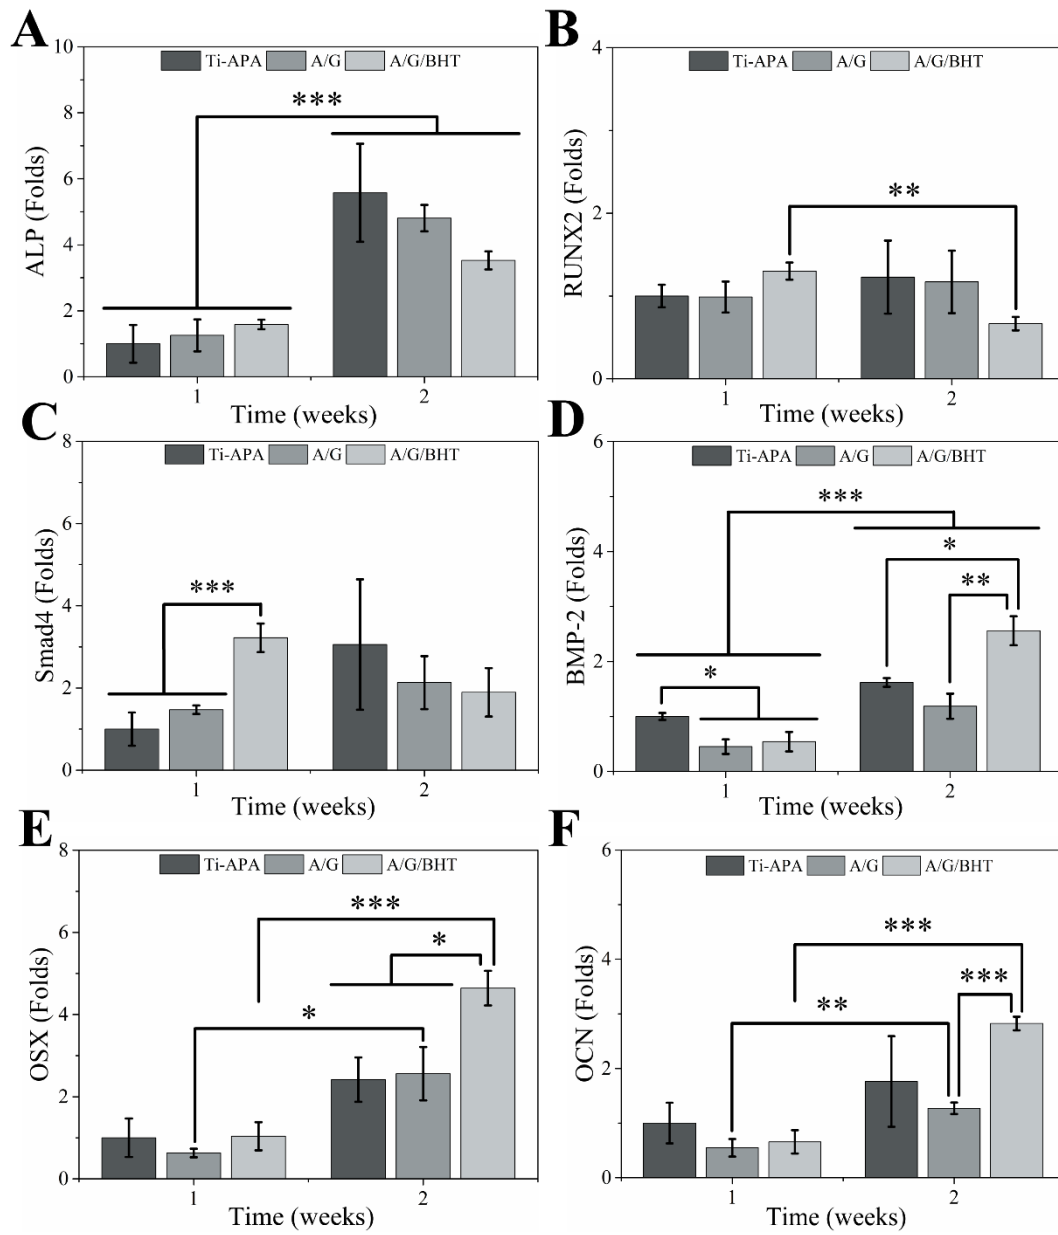 A
B
Ti-APA A/G A/G/BHT
Ti-APA A/G A/G/BHT
ALP (Folds)
10
8
6
4
2
0
***
1 2
Time (weeks)
RUNX2 (Folds)
4
2
0
**
1 2
Time (weeks)
C
D
Ti-APA A/G A/G/BHT
Ti-APA A/G A/G/BHT
Smad4 (Folds)
8
6
4
2
0
***
1 2
Time (weeks)
BMP-2 (Folds)
6
4
2
0
***
*
**
*
1 2
Time (weeks)
E
F
Ti-APA A/G A/G/BHT
Ti-APA A/G A/G/BHT
OSX (Folds)
8
6
4
2
0
***
*
*
1 2
Time (weeks)
OCN (Folds)
6
4
2
0
***
***
**
1 2
Time (weeks)